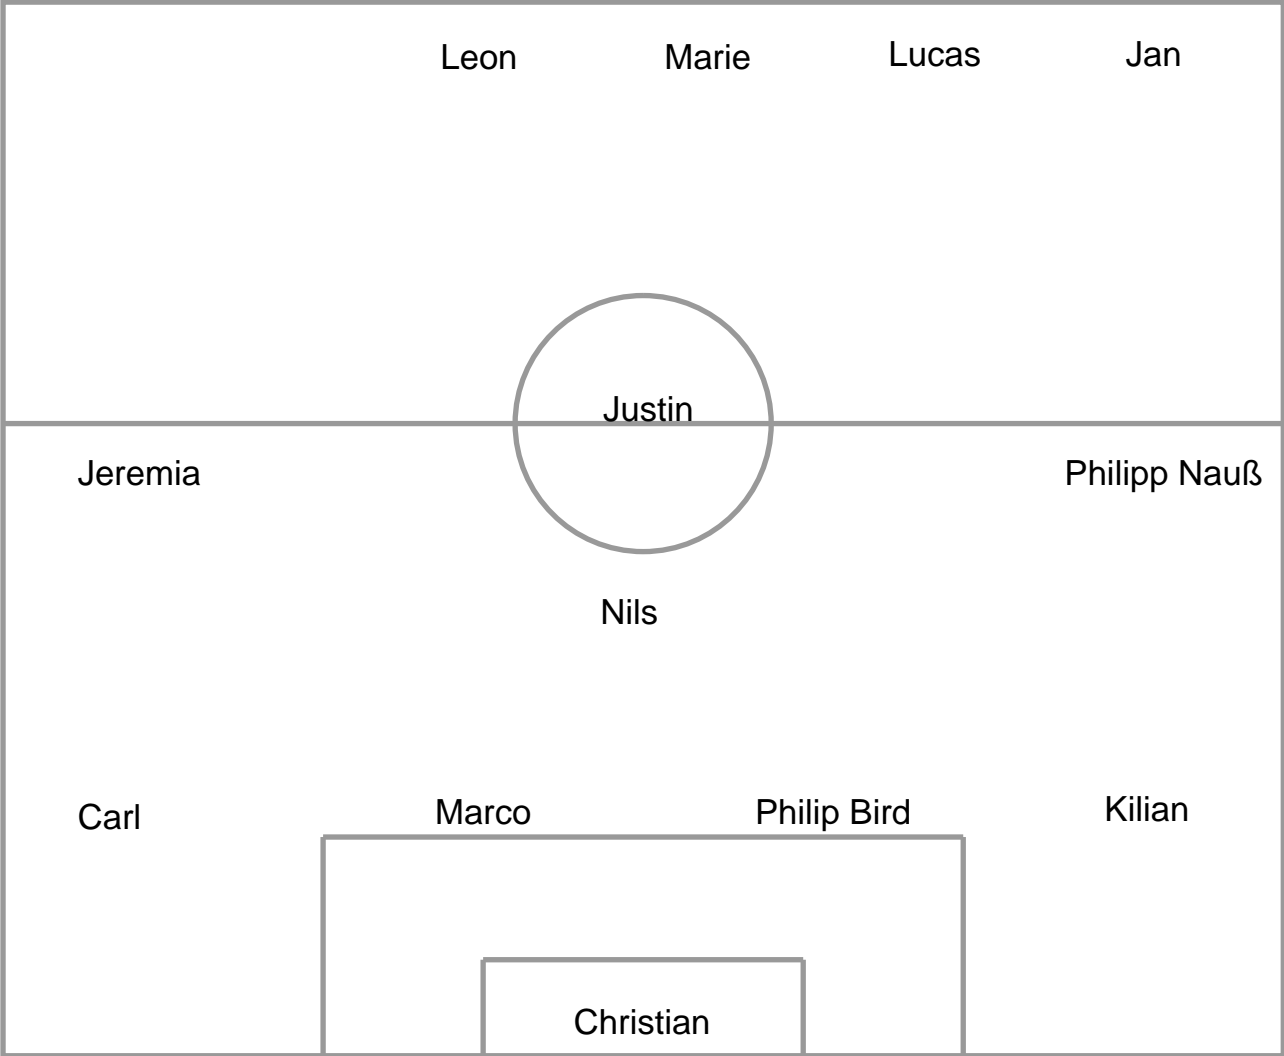 Leon Marie Lucas Jan
Justin
Jeremia Philipp Nauß
Nils
Carl Marco Philip Bird Kilian
Christian